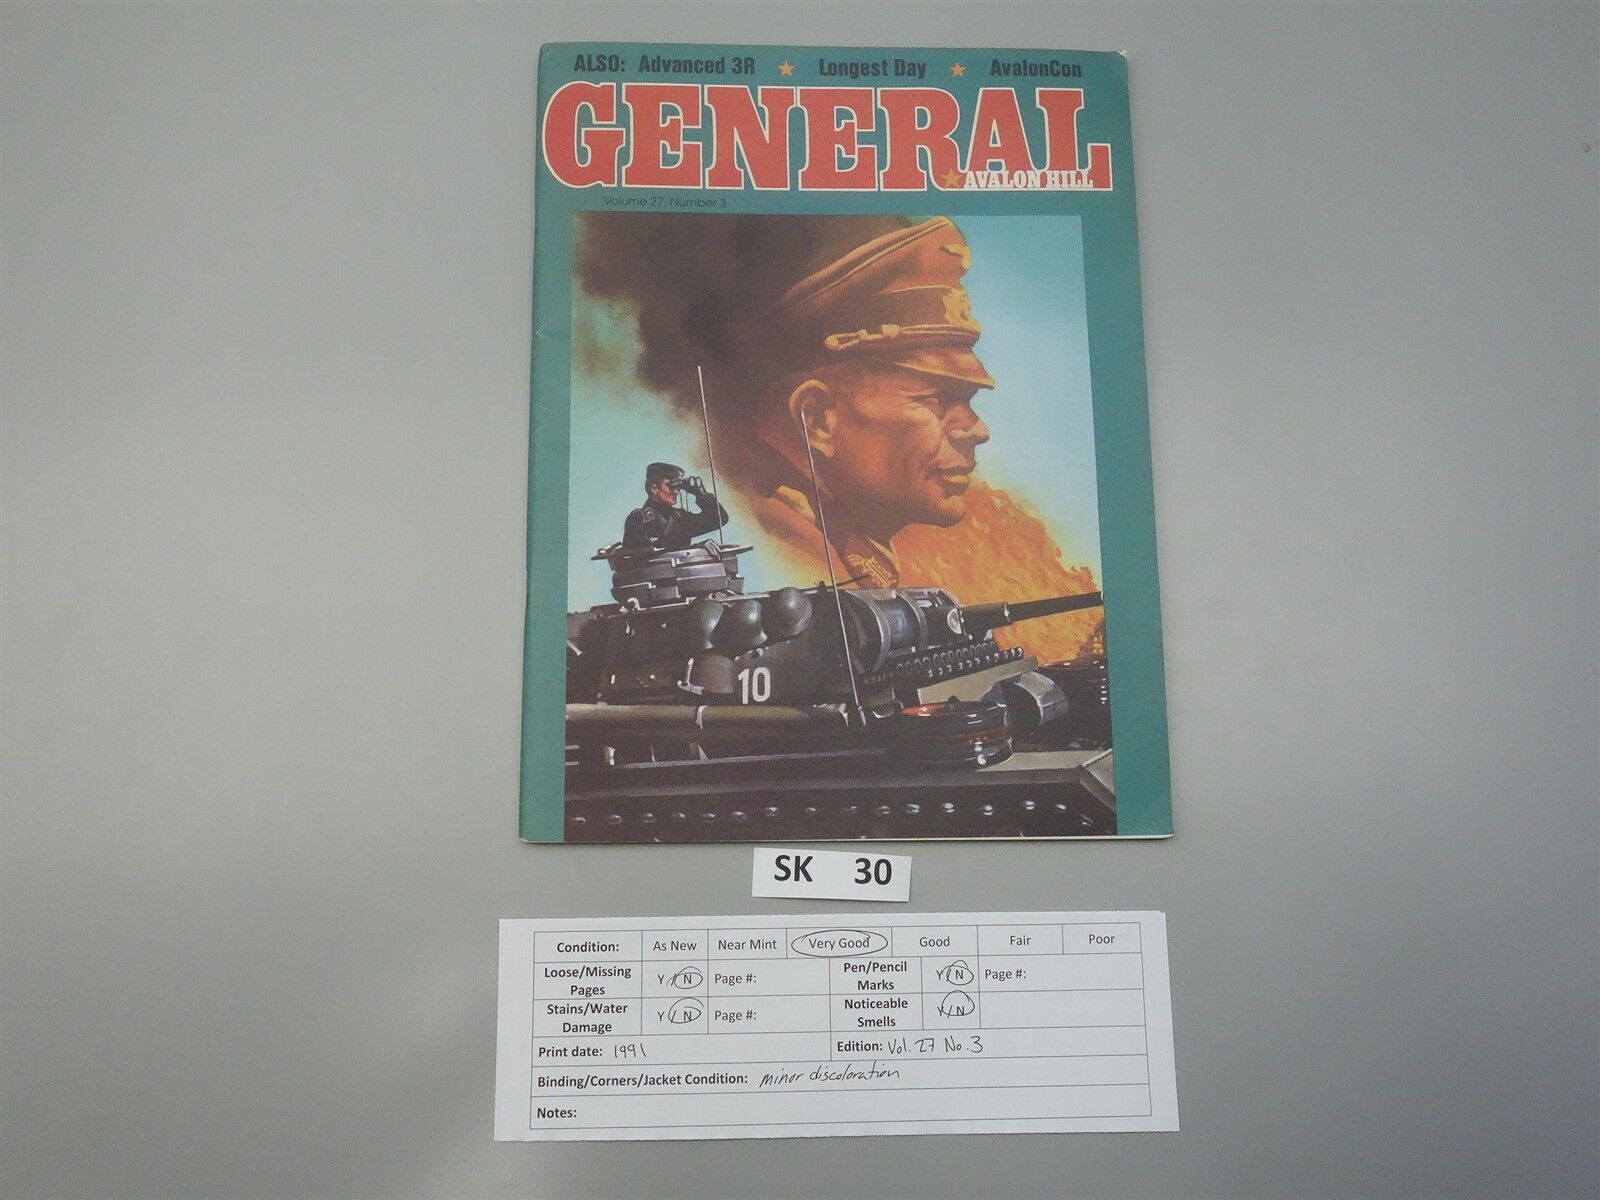 ALSO: Advanced 3R ★ Longest Day ★ AvalonCon
GENERAL
★ AVALON HILL
Volume 27, Number 3
10
SK 30
Condition: As New Near Mint Very Good Good Fair Poor
Loose/Missing Pages Y/N Page #: Pen/Pencil Marks Y/N Page #:
Stains/Water Damage Y/N Page #: Noticeable Smells Y/N
Print date: 1991 Edition: Vol. 27 No. 3
Binding/Corners/Jacket Condition: minor discoloration
Notes: